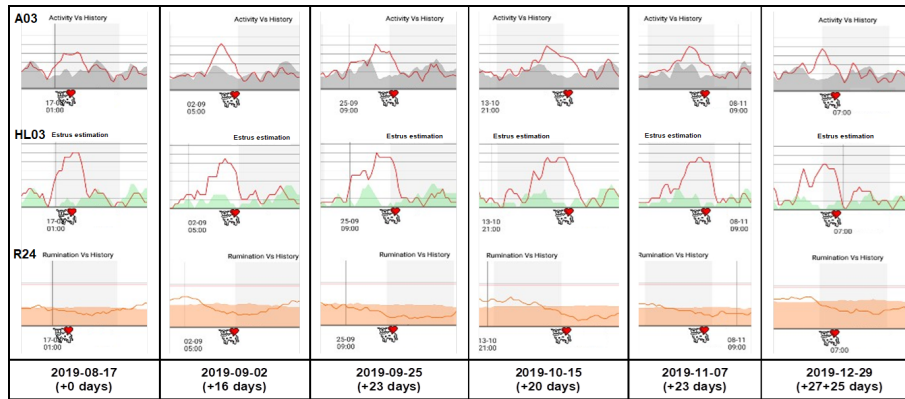 A03
Activity Vs History
Activity Vs History
Activity Vs History
Activity Vs History
Activity Vs History
Activity Vs History
01:00
02-09
05:00
25-09
09:00
13-10
21:00
08-11
09:00
07:00
HL03
Estrus estimation
Estrus estimation
Estrus estimation
Estrus estimation
Estrus estimation
Estrus estimation
01:00
02-09
05:00
25-09
09:00
13-10
21:00
08-11
09:00
07:00
R24
Rumination Vs History
Rumination Vs History
Rumination Vs History
Rumination Vs History
Rumination Vs History
Rumination Vs History
01:00
02-09
05:00
25-09
09:00
13-10
21:00
08-11
09:00
07:00
2019-08-17
(+0 days)
2019-09-02
(+16 days)
2019-09-25
(+23 days)
2019-10-15
(+20 days)
2019-11-07
(+23 days)
2019-12-29
(+27+25 days)